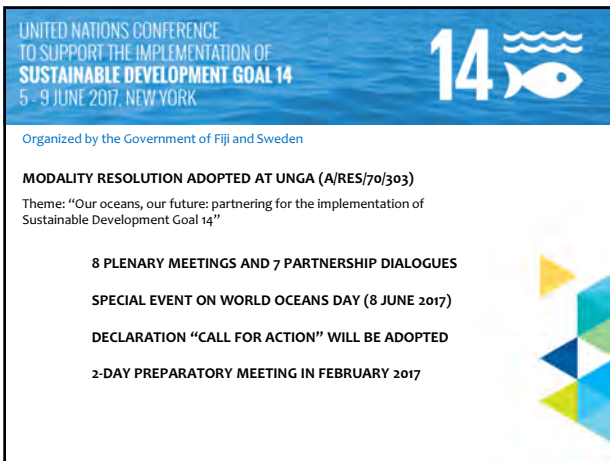 UNITED NATIONS CONFERENCE
TO SUPPORT THE IMPLEMENTATION OF
SUSTAINABLE DEVELOPMENT GOAL 14
5 - 9 JUNE 2017, NEW YORK
14
Organized by the Government of Fiji and Sweden
MODALITY RESOLUTION ADOPTED AT UNGA (A/RES/70/303)
Theme: “Our oceans, our future: partnering for the implementation of
Sustainable Development Goal 14”
8 PLENARY MEETINGS AND 7 PARTNERSHIP DIALOGUES
SPECIAL EVENT ON WORLD OCEANS DAY (8 JUNE 2017)
DECLARATION “CALL FOR ACTION” WILL BE ADOPTED
2-DAY PREPARATORY MEETING IN FEBRUARY 2017